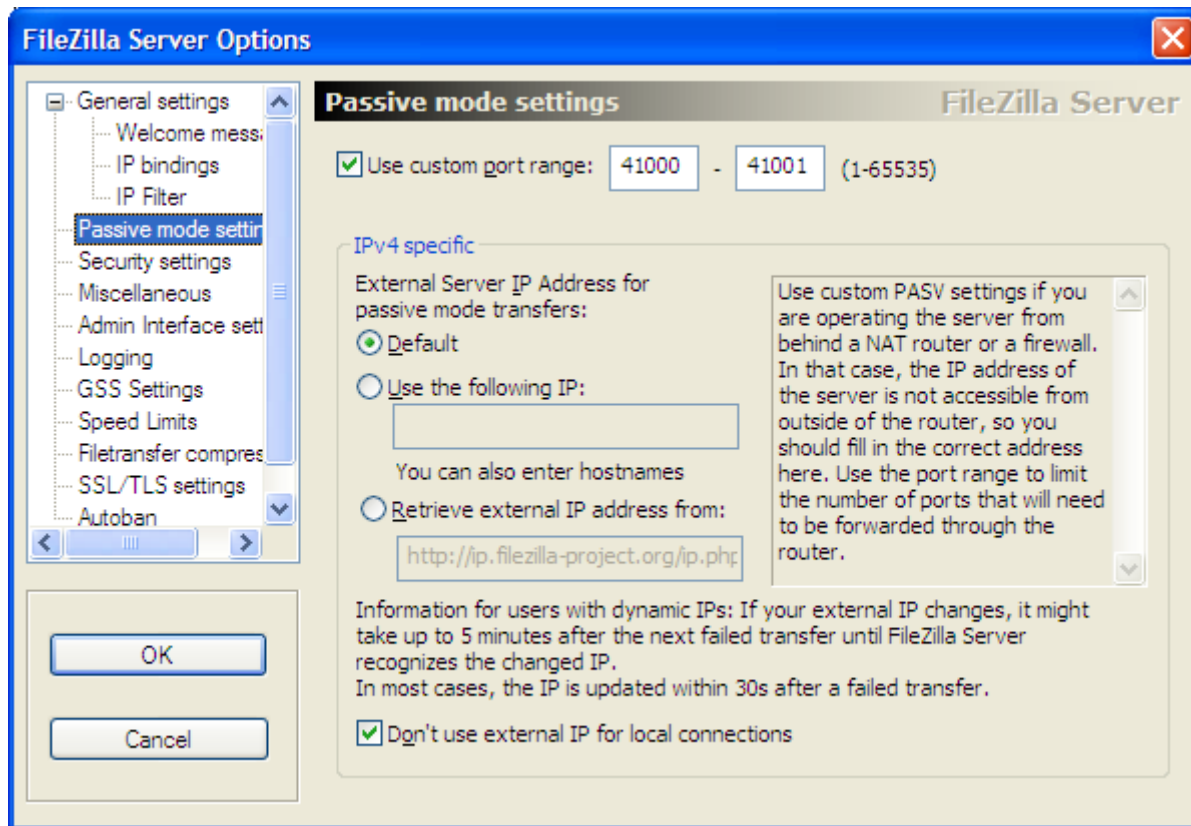 FileZilla Server Options
General settings
Welcome messa
IP bindings
IP Filter
Passive mode settin
Security settings
Miscellaneous
Admin Interface sett
Logging
GSS Settings
Speed Limits
Filetransfer compres
SSL/TLS settings
Autoban
OK
Cancel
Passive mode settings FileZilla Server
Use custom port range: 41000 - 41001 (1-65535)
IPv4 specific
External Server IP Address for
passive mode transfers:
Default
Use the following IP:
You can also enter hostnames
Retrieve external IP address from:
http://ip.filezilla-project.org/ip.php
Use custom PASV settings if you
are operating the server from
behind a NAT router or a firewall.
In that case, the IP address of
the server is not accessible from
outside of the router, so you
should fill in the correct address
here. Use the port range to limit
the number of ports that will need
to be forwarded through the
router.
Information for users with dynamic IPs: If your external IP changes, it might
take up to 5 minutes after the next failed transfer until FileZilla Server
recognizes the changed IP.
In most cases, the IP is updated within 30s after a failed transfer.
Don't use external IP for local connections